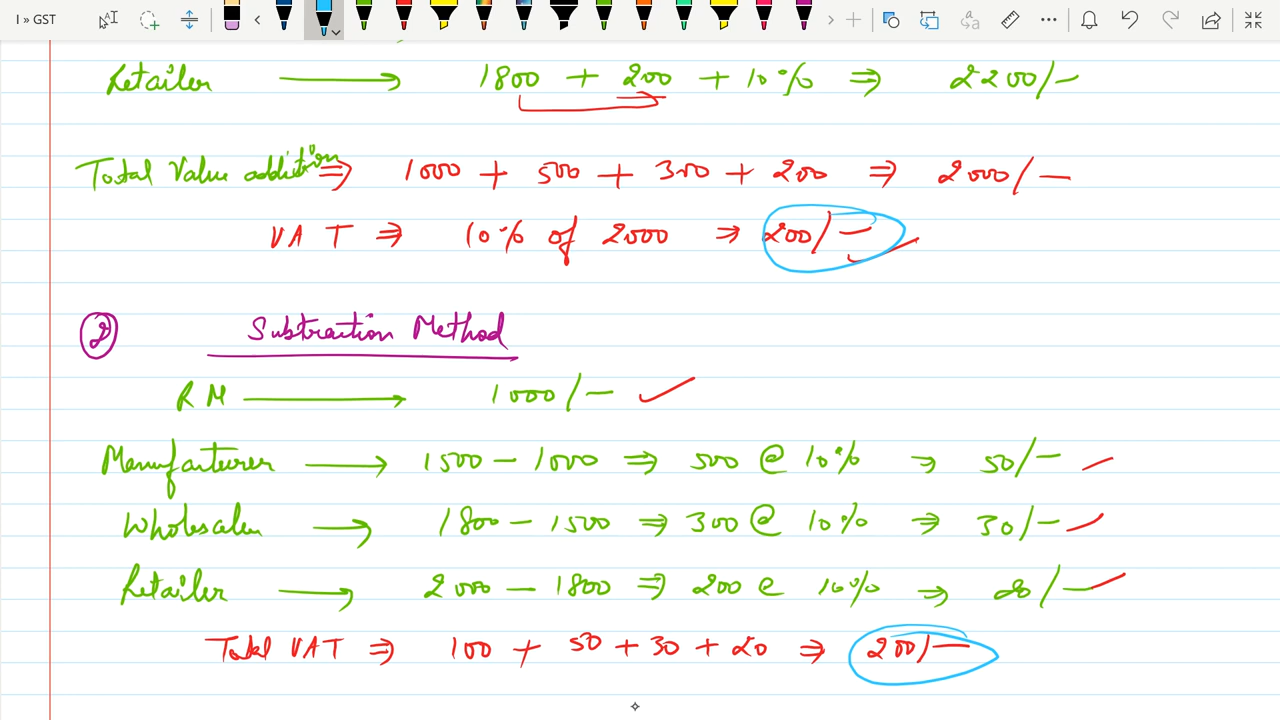 I » GST
Retailer → 1800 + 200 + 10% ⇒ 2200/-
Total Value addition ⇒ 1000 + 500 + 300 + 200 ⇒ 2000/-
VAT ⇒ 10% of 2000 ⇒ 200/-
② Subtraction Method
RM → 1000/- ✓
Manufacturer → 1500 - 1000 ⇒ 500 @ 10% ⇒ 50/-
Wholesaler → 1800 - 1500 ⇒ 300 @ 10% ⇒ 30/-
Retailer → 2000 - 1800 ⇒ 200 @ 10% ⇒ 20/-
Total VAT ⇒ 100 + 50 + 30 + 20 ⇒ 200/-